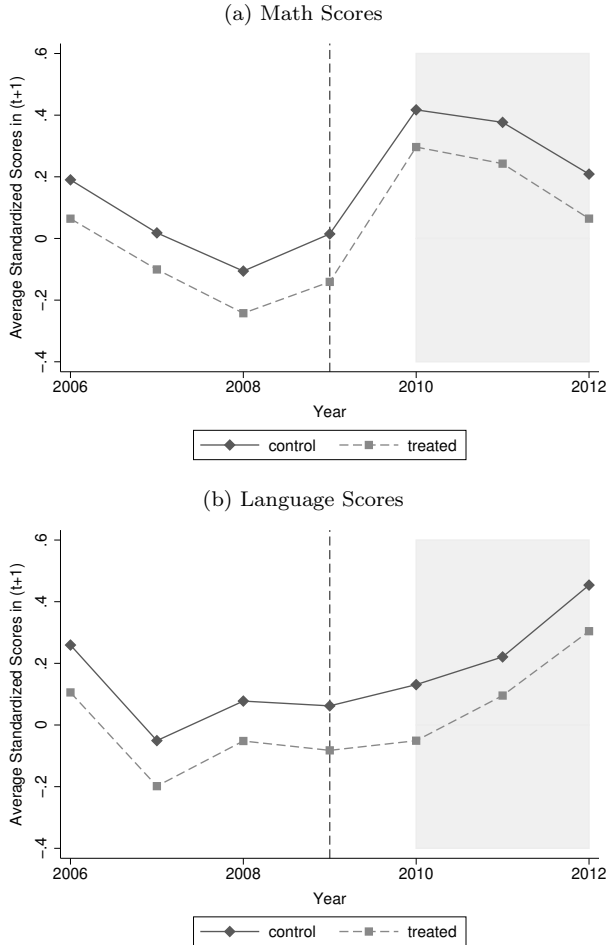 (a) Math Scores
Average Standardized Scores in (t+1)
.6
.4
.2
0
-.2
-.4
2006 2008 2010 2012
Year
control treated
(b) Language Scores
Average Standardized Scores in (t+1)
.6
.4
.2
0
-.2
-.4
2006 2008 2010 2012
Year
control treated